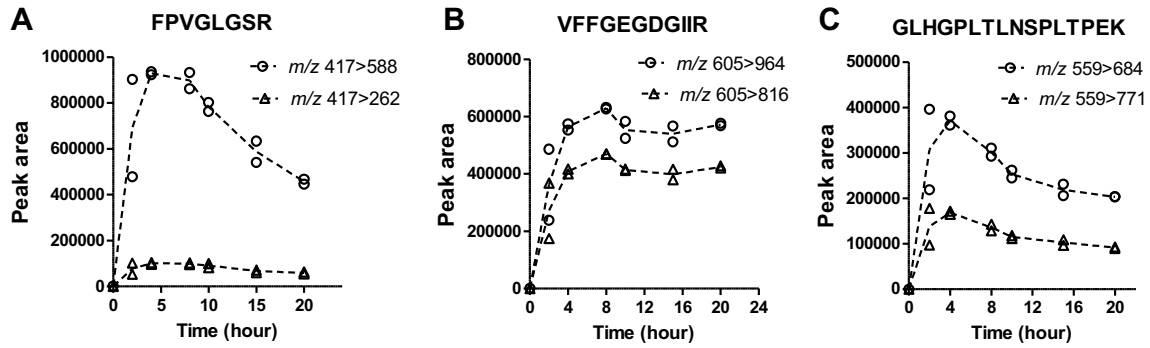 A
FPVGLGSR
Peak area
1000000
800000
600000
400000
200000
0
m/z 417>588
m/z 417>262
0 5 10 15 20
Time (hour)
B
VFFGEGDGIIR
Peak area
800000
600000
400000
200000
0
m/z 605>964
m/z 605>816
0 4 8 12 16 20 24
Time (hour)
C
GLHGPLTLNSPLTPEK
Peak area
500000
400000
300000
200000
100000
0
m/z 559>684
m/z 559>771
0 4 8 12 16 20
Time (hour)